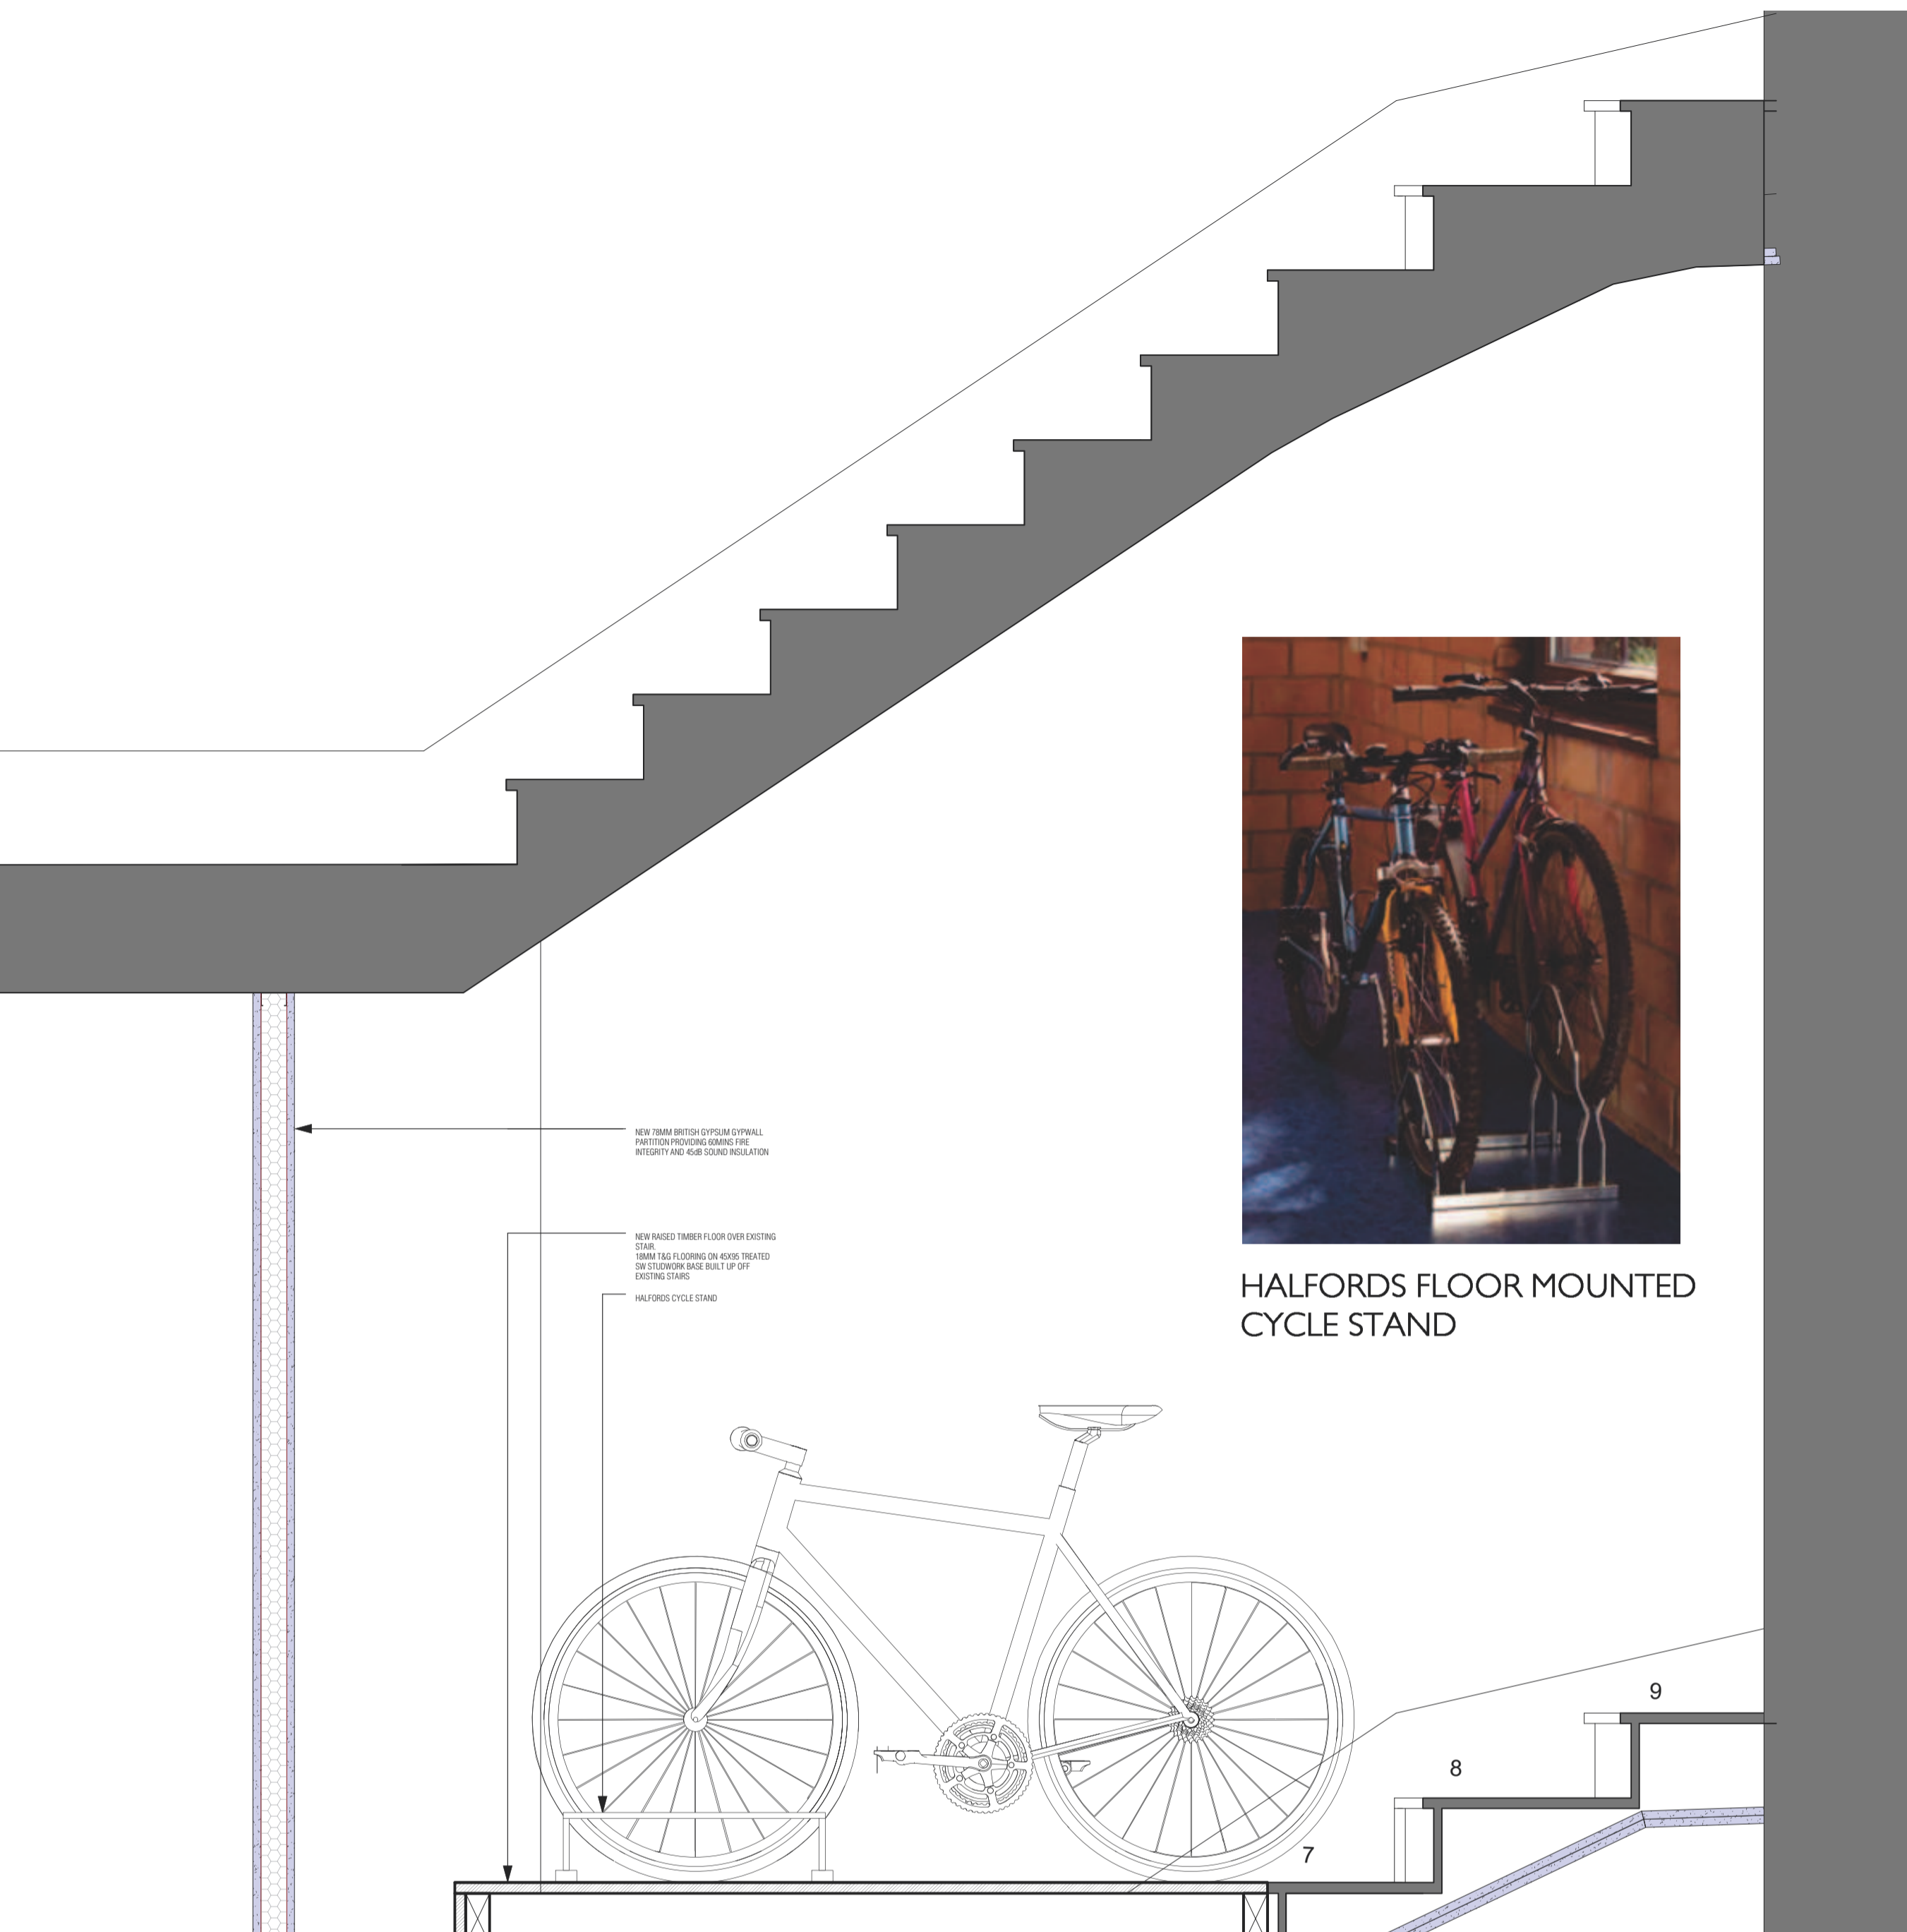 NEW 78MM BRITISH GYPSUM GYPWALL
PARTITION PROVIDING 60MINS FIRE
INTEGRITY AND 45dB SOUND INSULATION
NEW RAISED TIMBER FLOOR OVER EXISTING
STAIR.
18MM T&G FLOORING ON 45X95 TREATED
SW STUDWORK BASE BUILT UP OFF
EXISTING STAIRS
HALFORDS CYCLE STAND
HALFORDS FLOOR MOUNTED
CYCLE STAND
9
8
7